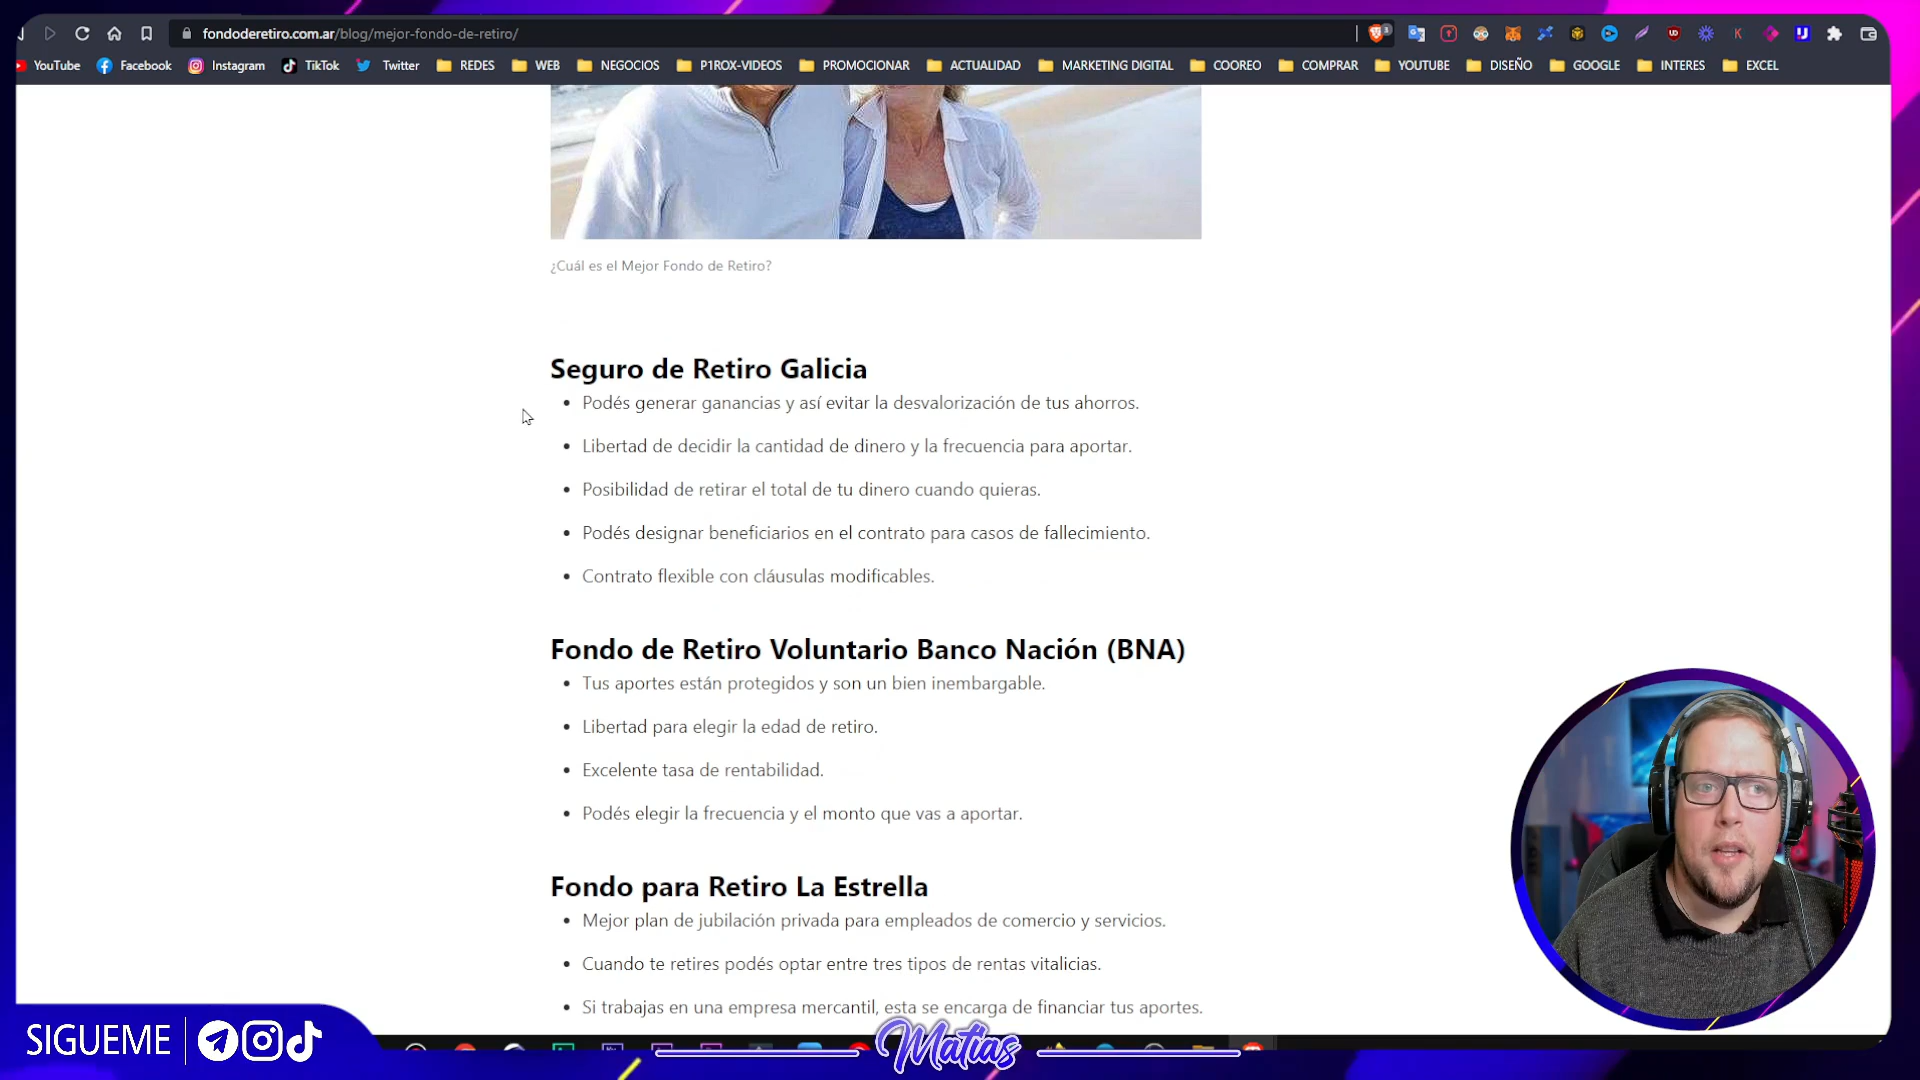 fondoderetiro.com.ar/blog/mejor-fondo-de-retiro/
YouTube Facebook Instagram TikTok Twitter REDES WEB NEGOCIOS P1ROX-VIDEOS PROMOCIONAR ACTUALIDAD MARKETING DIGITAL COOREO COMPRAR YOUTUBE DISEÑO GOOGLE INTERES EXCEL
¿Cuál es el Mejor Fondo de Retiro?
Seguro de Retiro Galicia
• Podés generar ganancias y así evitar la desvalorización de tus ahorros.
• Libertad de decidir la cantidad de dinero y la frecuencia para aportar.
• Posibilidad de retirar el total de tu dinero cuando quieras.
• Podés designar beneficiarios en el contrato para casos de fallecimiento.
• Contrato flexible con cláusulas modificables.
Fondo de Retiro Voluntario Banco Nación (BNA)
• Tus aportes están protegidos y son un bien inembargable.
• Libertad para elegir la edad de retiro.
• Excelente tasa de rentabilidad.
• Podés elegir la frecuencia y el monto que vas a aportar.
Fondo para Retiro La Estrella
• Mejor plan de jubilación privada para empleados de comercio y servicios.
• Cuando te retires podés optar entre tres tipos de rentas vitalicias.
• Si trabajas en una empresa mercantil, esta se encarga de financiar tus aportes.
SIGUEME
Matias